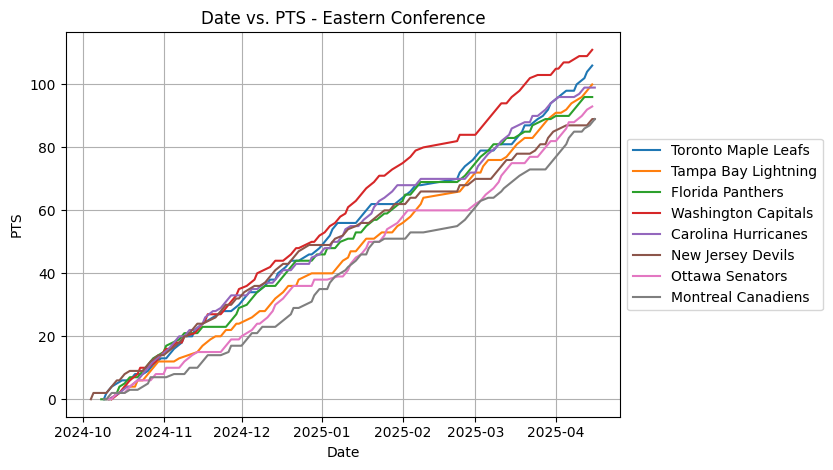 Date vs. PTS - Eastern Conference
PTS
100
80
60
40
20
0
2024-10
2024-11
2024-12
2025-01
2025-02
2025-03
2025-04
Date
Toronto Maple Leafs
Tampa Bay Lightning
Florida Panthers
Washington Capitals
Carolina Hurricanes
New Jersey Devils
Ottawa Senators
Montreal Canadiens